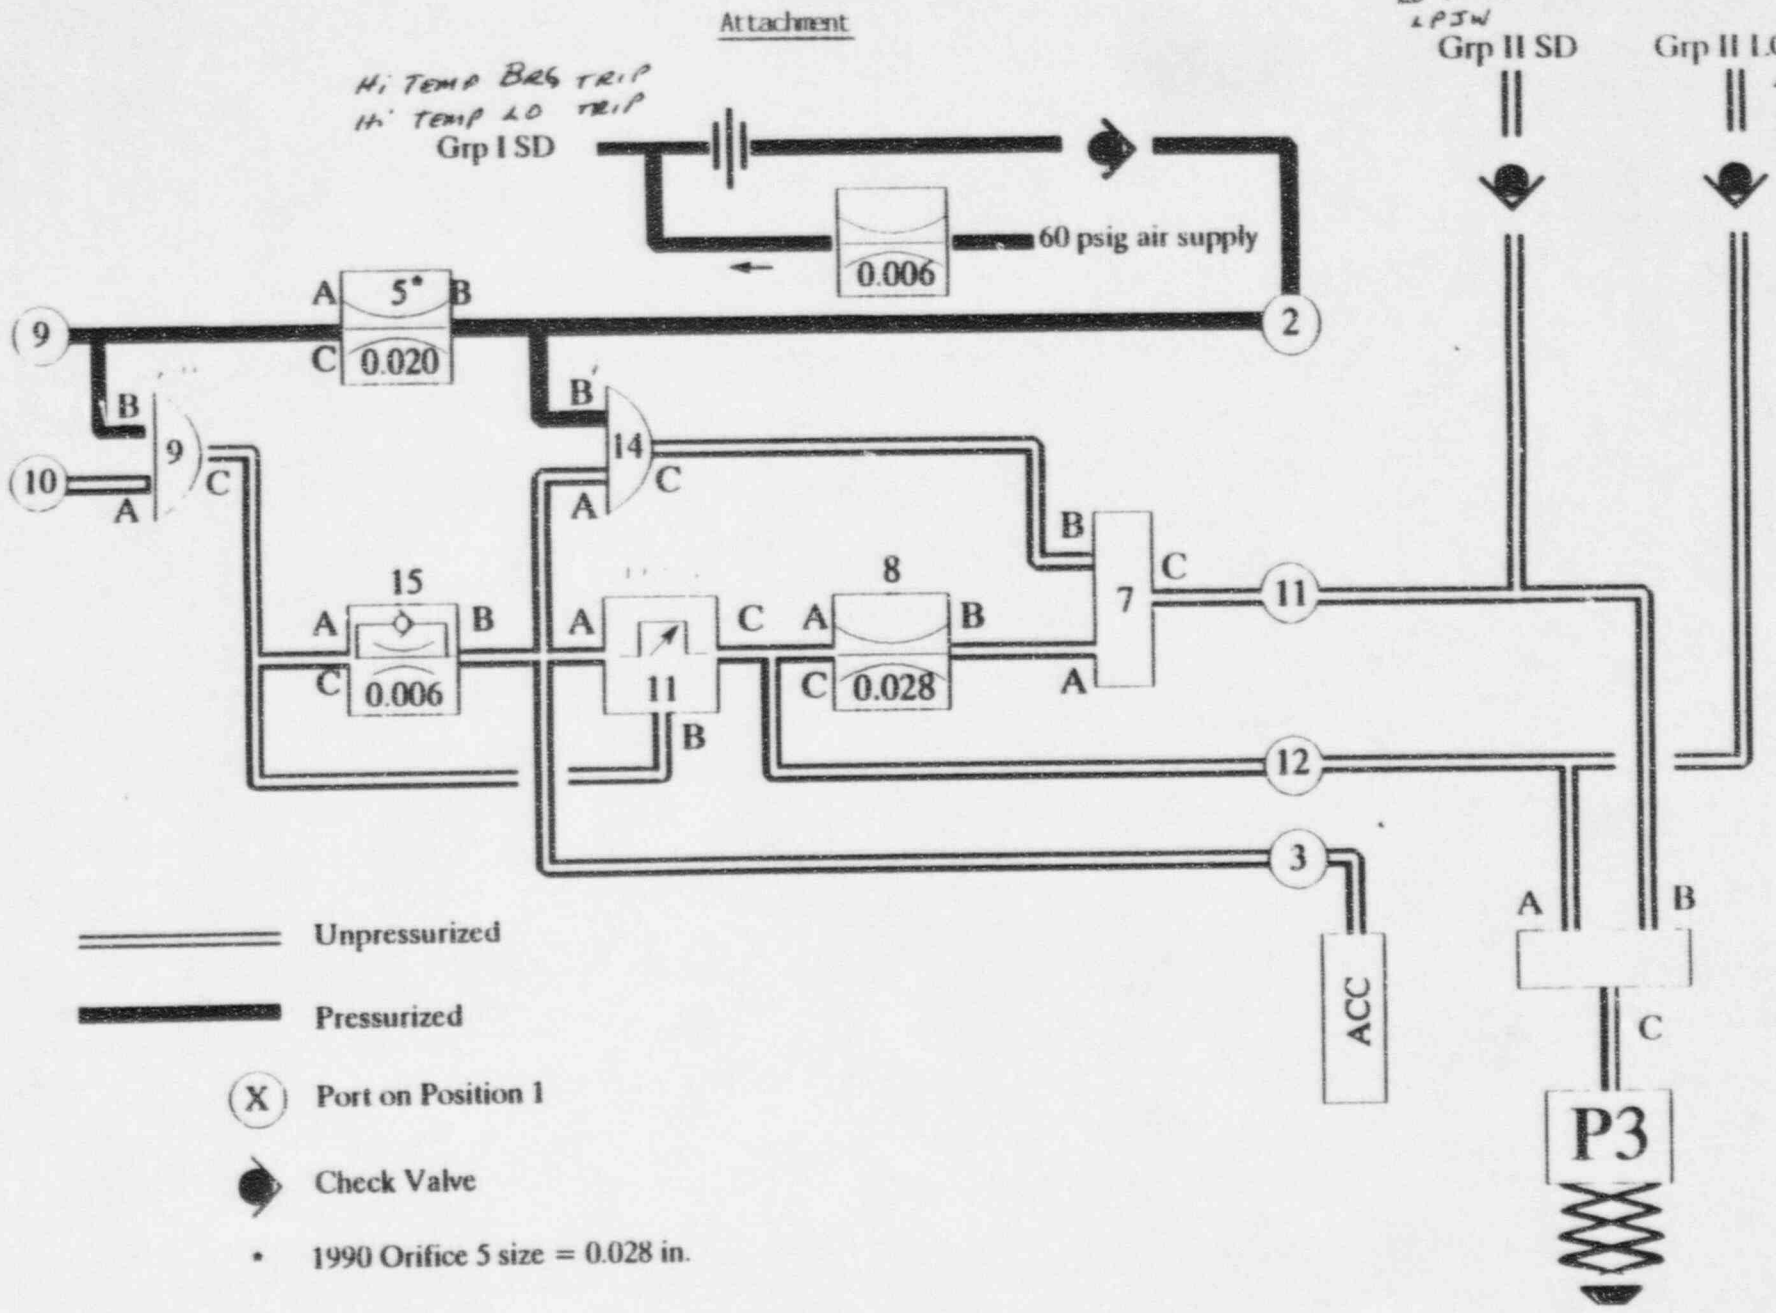 Attachment
LPJW
Grp II SD
Grp II
Hi TEMP BRG TRIP
Hi TEMP LO TRIP
Grp I SD
60 psig air supply
0.006
A 5* B
C 0.020
9
2
B
9
C
10
A
B
14
C
A
B
7
C
11
A
15
A B
C 0.006
A
11
C
B
8
A B
C 0.028
12
3
ACC
A B
C
P3
Unpressurized
Pressurized
X Port on Position 1
Check Valve
* 1990 Orifice 5 size = 0.028 in.